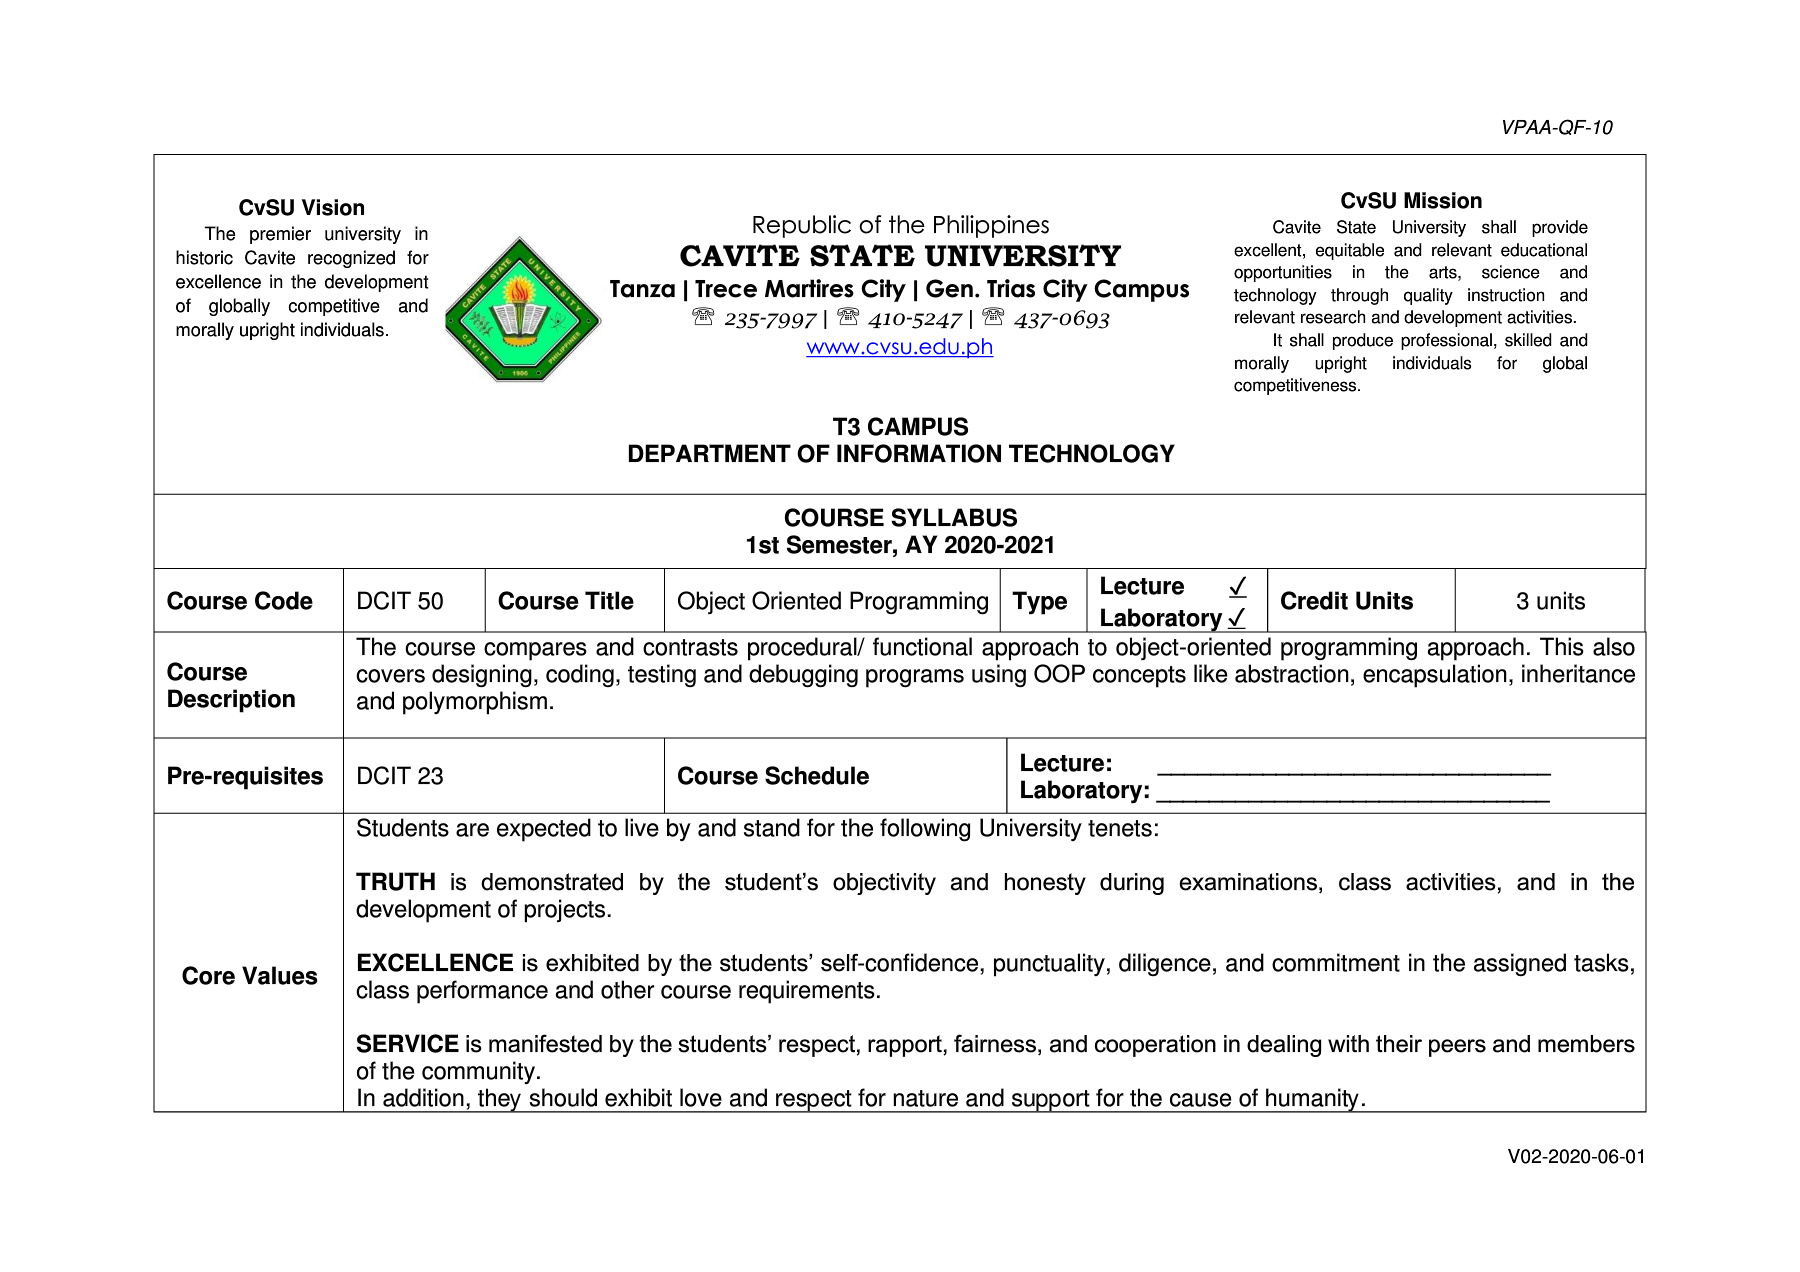 VPAA-QF-10
CvSU Vision
The premier university in
historic Cavite recognized for
excellence in the development
of globally competitive and
morally upright individuals.
CAVITE STATE UNIVERSITY
CAVITE PHILIPPINES
1906
Republic of the Philippines
CAVITE STATE UNIVERSITY
Tanza | Trece Martires City | Gen. Trias City Campus
☏ 235-7997 | ☏ 410-5247 | ☏ 437-0693
www.cvsu.edu.ph
CvSU Mission
Cavite State University shall provide
excellent, equitable and relevant educational
opportunities in the arts, science and
technology through quality instruction and
relevant research and development activities.
It shall produce professional, skilled and
morally upright individuals for global
competitiveness.
T3 CAMPUS
DEPARTMENT OF INFORMATION TECHNOLOGY
COURSE SYLLABUS
1st Semester, AY 2020-2021
Course Code DCIT 50 Course Title Object Oriented Programming Type Lecture ✓ Laboratory ✓ Credit Units 3 units
Course Description
The course compares and contrasts procedural/ functional approach to object-oriented programming approach. This also
covers designing, coding, testing and debugging programs using OOP concepts like abstraction, encapsulation, inheritance
and polymorphism.
Pre-requisites DCIT 23 Course Schedule
Lecture: ______________________________
Laboratory: ______________________________
Core Values
Students are expected to live by and stand for the following University tenets:
TRUTH is demonstrated by the student’s objectivity and honesty during examinations, class activities, and in the
development of projects.
EXCELLENCE is exhibited by the students’ self-confidence, punctuality, diligence, and commitment in the assigned tasks,
class performance and other course requirements.
SERVICE is manifested by the students’ respect, rapport, fairness, and cooperation in dealing with their peers and members
of the community.
In addition, they should exhibit love and respect for nature and support for the cause of humanity.
V02-2020-06-01